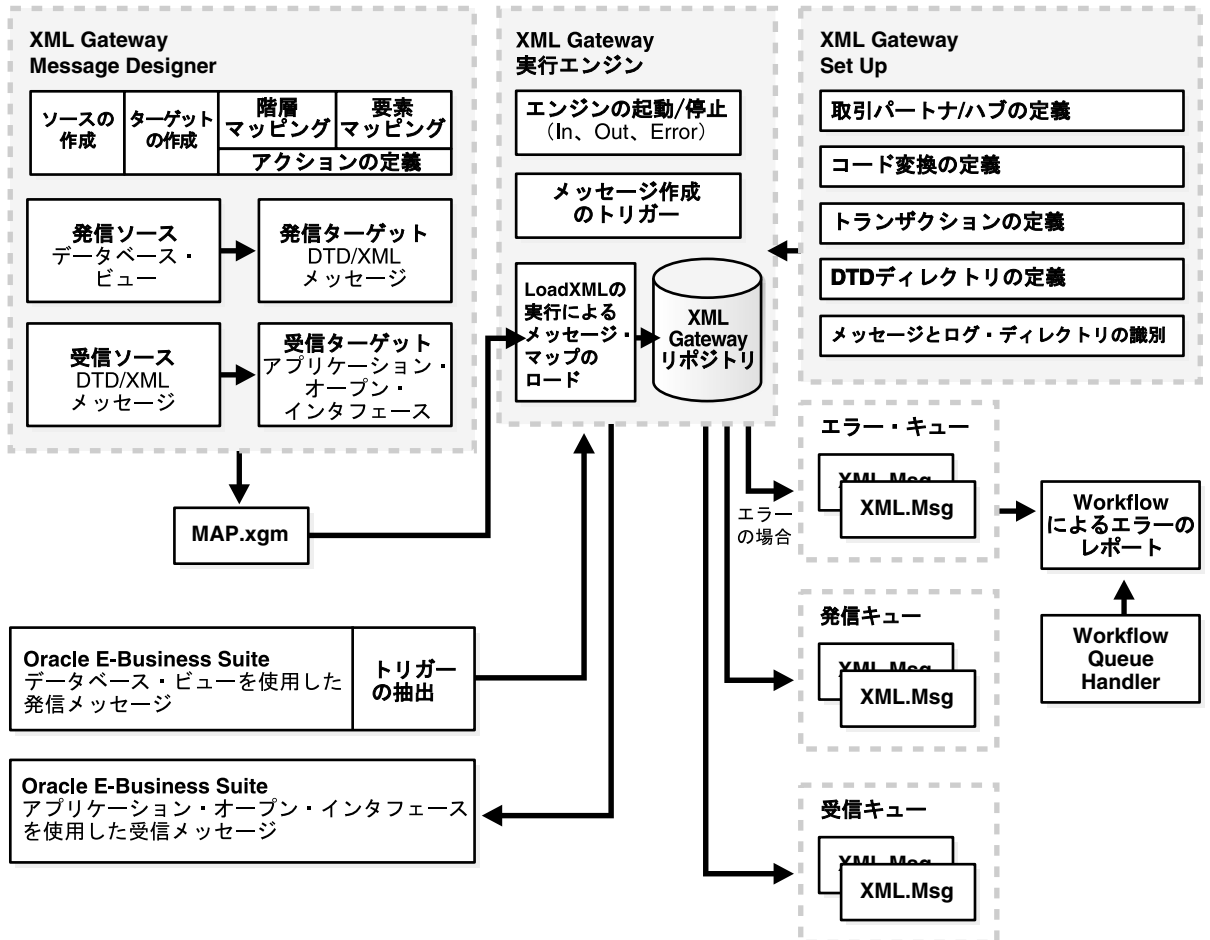 XML Gateway
Message Designer
ソースの
作成
ターゲット
の作成
階層
マッピング
要素
マッピング
アクションの定義
発信ソース
データベース・
ビュー
発信ターゲット
DTD/XML
メッセージ
受信ソース
DTD/XML
メッセージ
受信ターゲット
アプリケーション・
オープン・
インタフェース
XML Gateway
実行エンジン
エンジンの起動/停止
（In、Out、Error）
メッセージ作成
のトリガー
LoadXMLの
実行による
メッセージ・
マップの
ロード
XML
Gateway
リポジトリ
XML Gateway
Set Up
取引パートナ/ハブの定義
コード変換の定義
トランザクションの定義
DTDディレクトリの定義
メッセージとログ・ディレクトリの識別
MAP.xgm
エラー
の場合
エラー・キュー
XML.Msg
XML.Msg
Workflow
によるエラーの
レポート
Workflow
Queue
Handler
発信キュー
XML.Msg
XML.Msg
受信キュー
XML.Msg
XML.Msg
Oracle E-Business Suite
データベース・ビューを使用した
発信メッセージ
トリガー
の抽出
Oracle E-Business Suite
アプリケーション・オープン・インタフェース
を使用した受信メッセージ